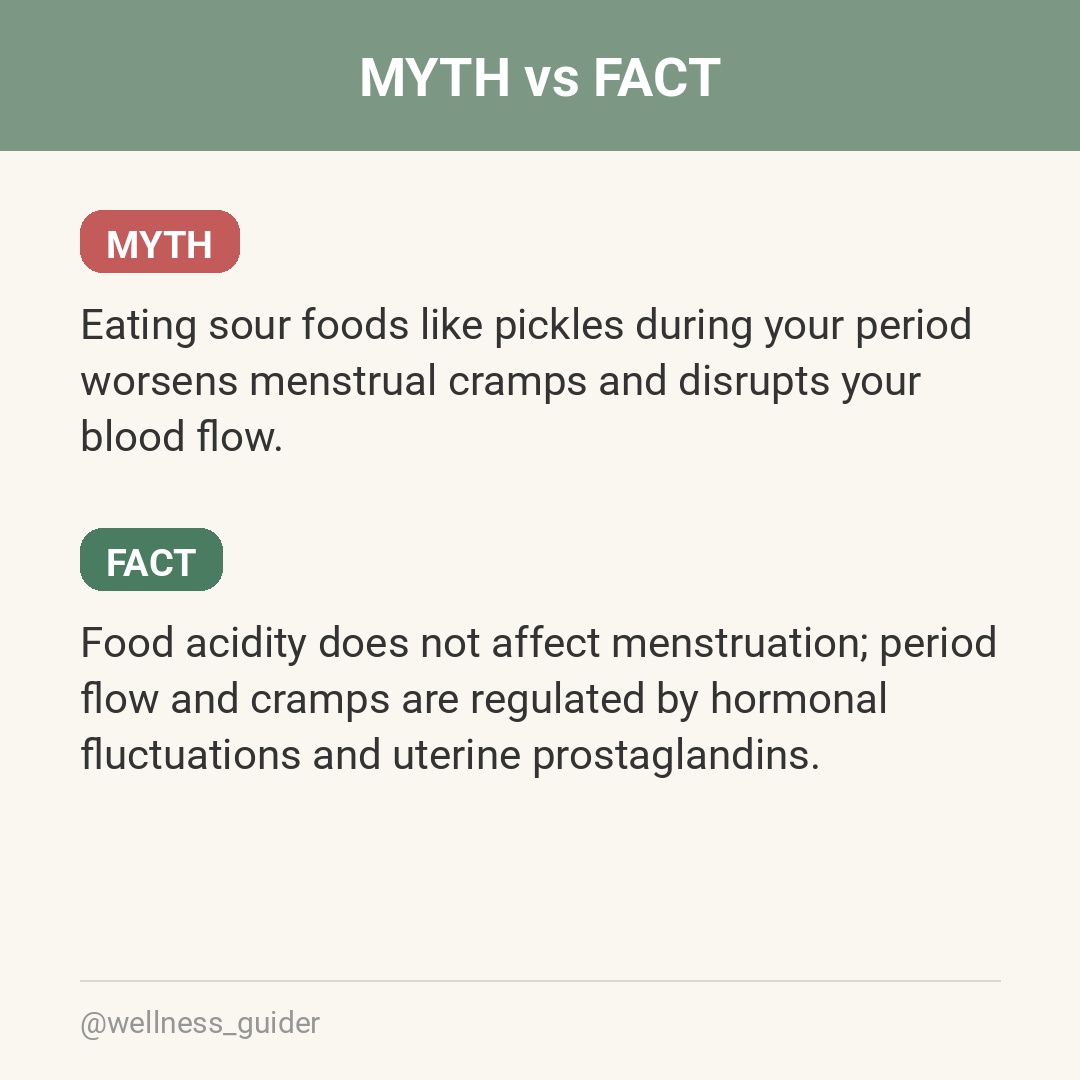 MYTH vs FACT
MYTH
Eating sour foods like pickles during your period
worsens menstrual cramps and disrupts your
blood flow.
FACT
Food acidity does not affect menstruation; period
flow and cramps are regulated by hormonal
fluctuations and uterine prostaglandins.
@wellness_guider